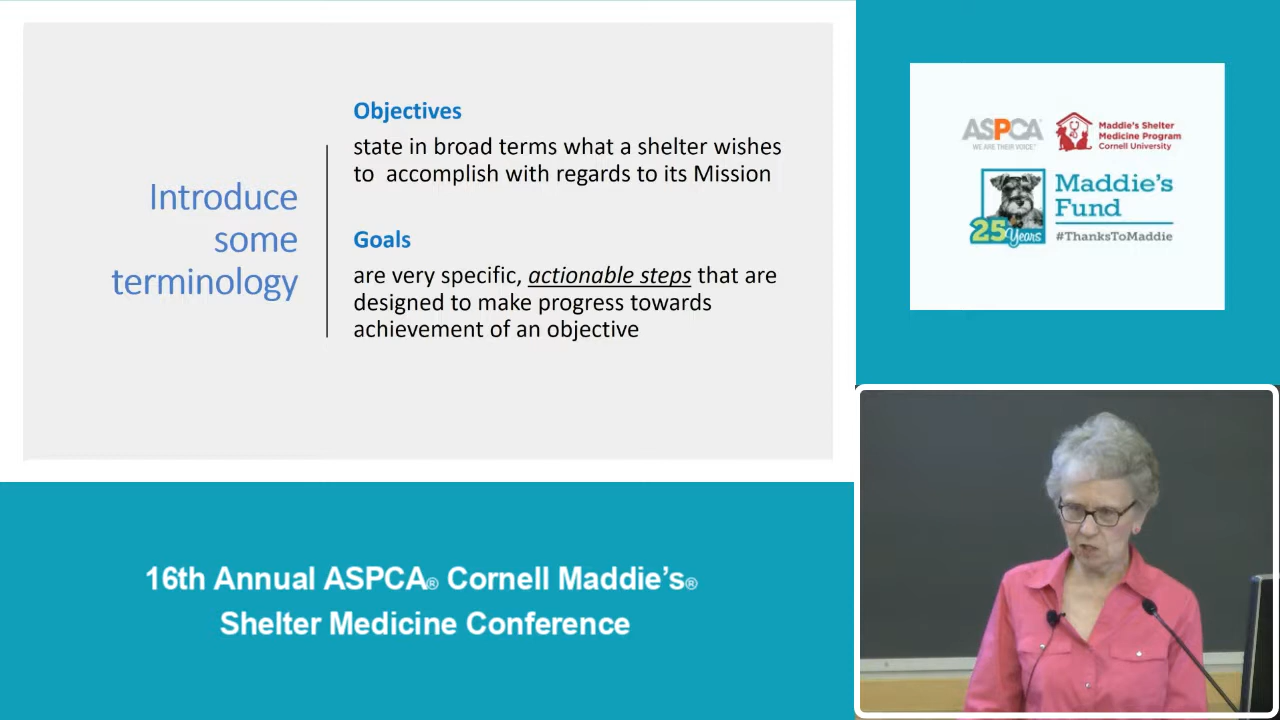 Introduce
some
terminology
Objectives
state in broad terms what a shelter wishes
to accomplish with regards to its Mission
Goals
are very specific, actionable steps that are
designed to make progress towards
achievement of an objective
ASPCA®
WE ARE THEIR VOICE®
Maddie's Shelter
Medicine Program
Cornell University
25 Years
Maddie's
Fund
#ThanksToMaddie
16th Annual ASPCA® Cornell Maddie's®
Shelter Medicine Conference